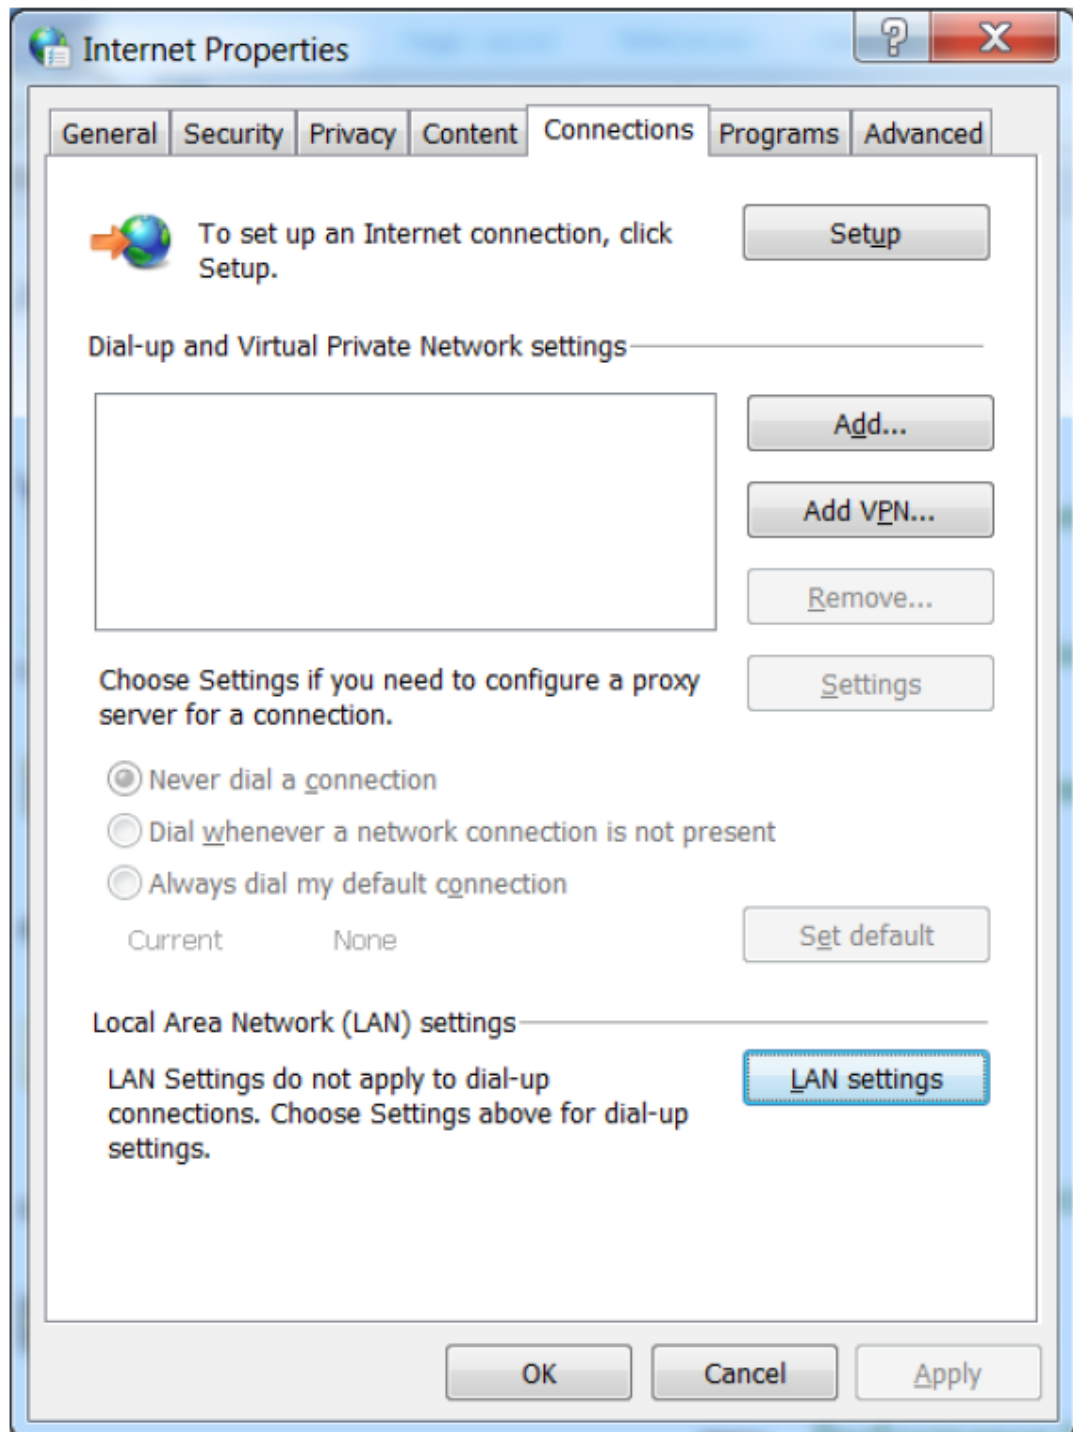 Internet Properties
?
X
General Security Privacy Content Connections Programs Advanced
To set up an Internet connection, click
Setup.
Setup
Dial-up and Virtual Private Network settings
Add...
Add VPN...
Remove...
Choose Settings if you need to configure a proxy
server for a connection.
Settings
Never dial a connection
Dial whenever a network connection is not present
Always dial my default connection
Current None
Set default
Local Area Network (LAN) settings
LAN Settings do not apply to dial-up
connections. Choose Settings above for dial-up
settings.
LAN settings
OK Cancel Apply